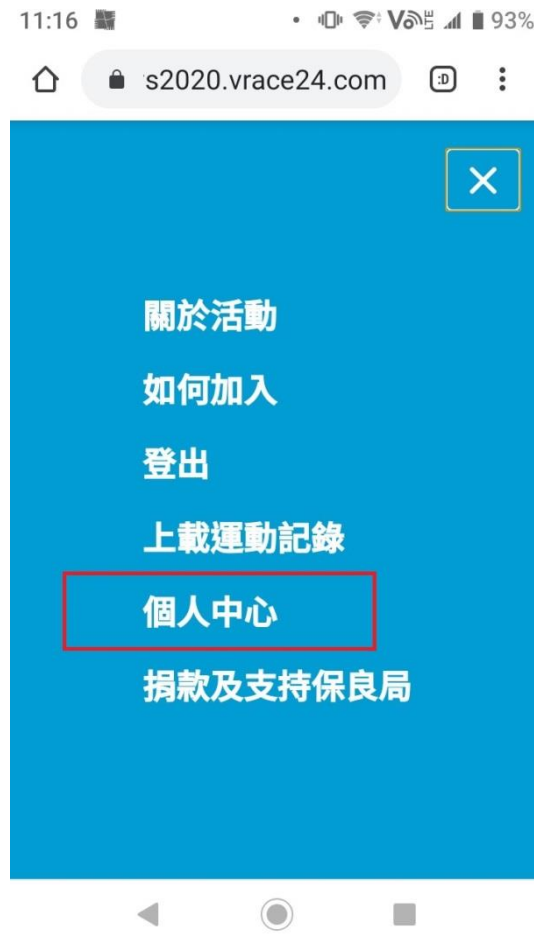 11:16 VoLTE 93%
s2020.vrace24.com :D
關於活動
如何加入
登出
上載運動記錄
個人中心
捐款及支持保良局